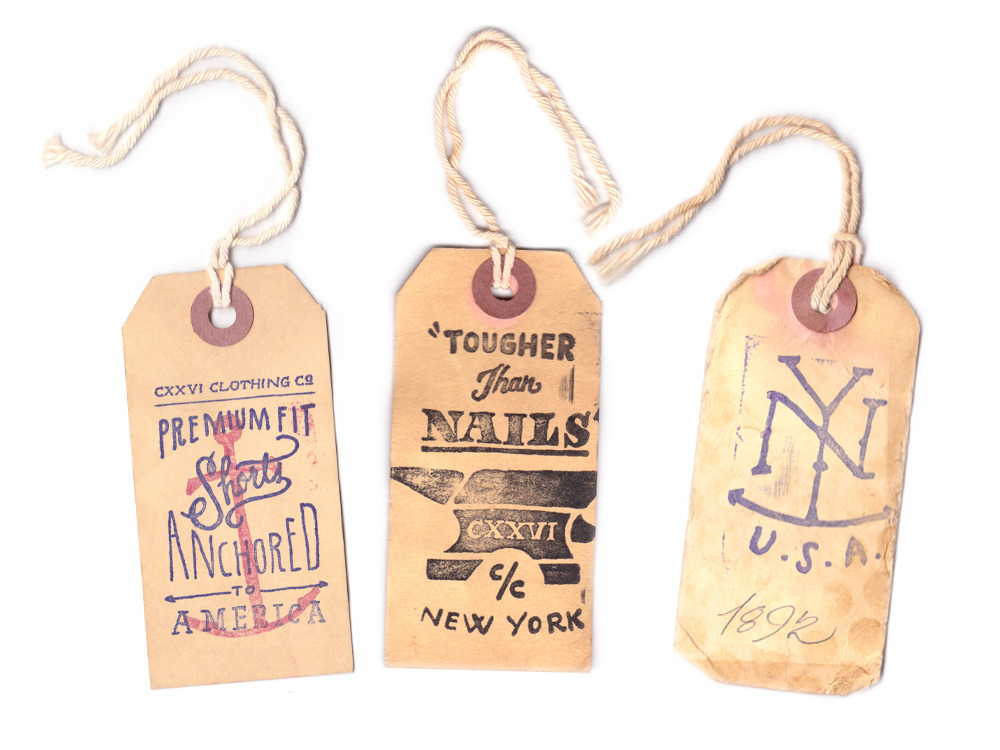 CXXVI CLOTHING Cº
PREMIUM FIT
Shorts
ANCHORED
TO
AMERICA
"TOUGHER
Than
NAILS"
CXXVI
C/C
NEW YORK
NY
U.S.A.
1892